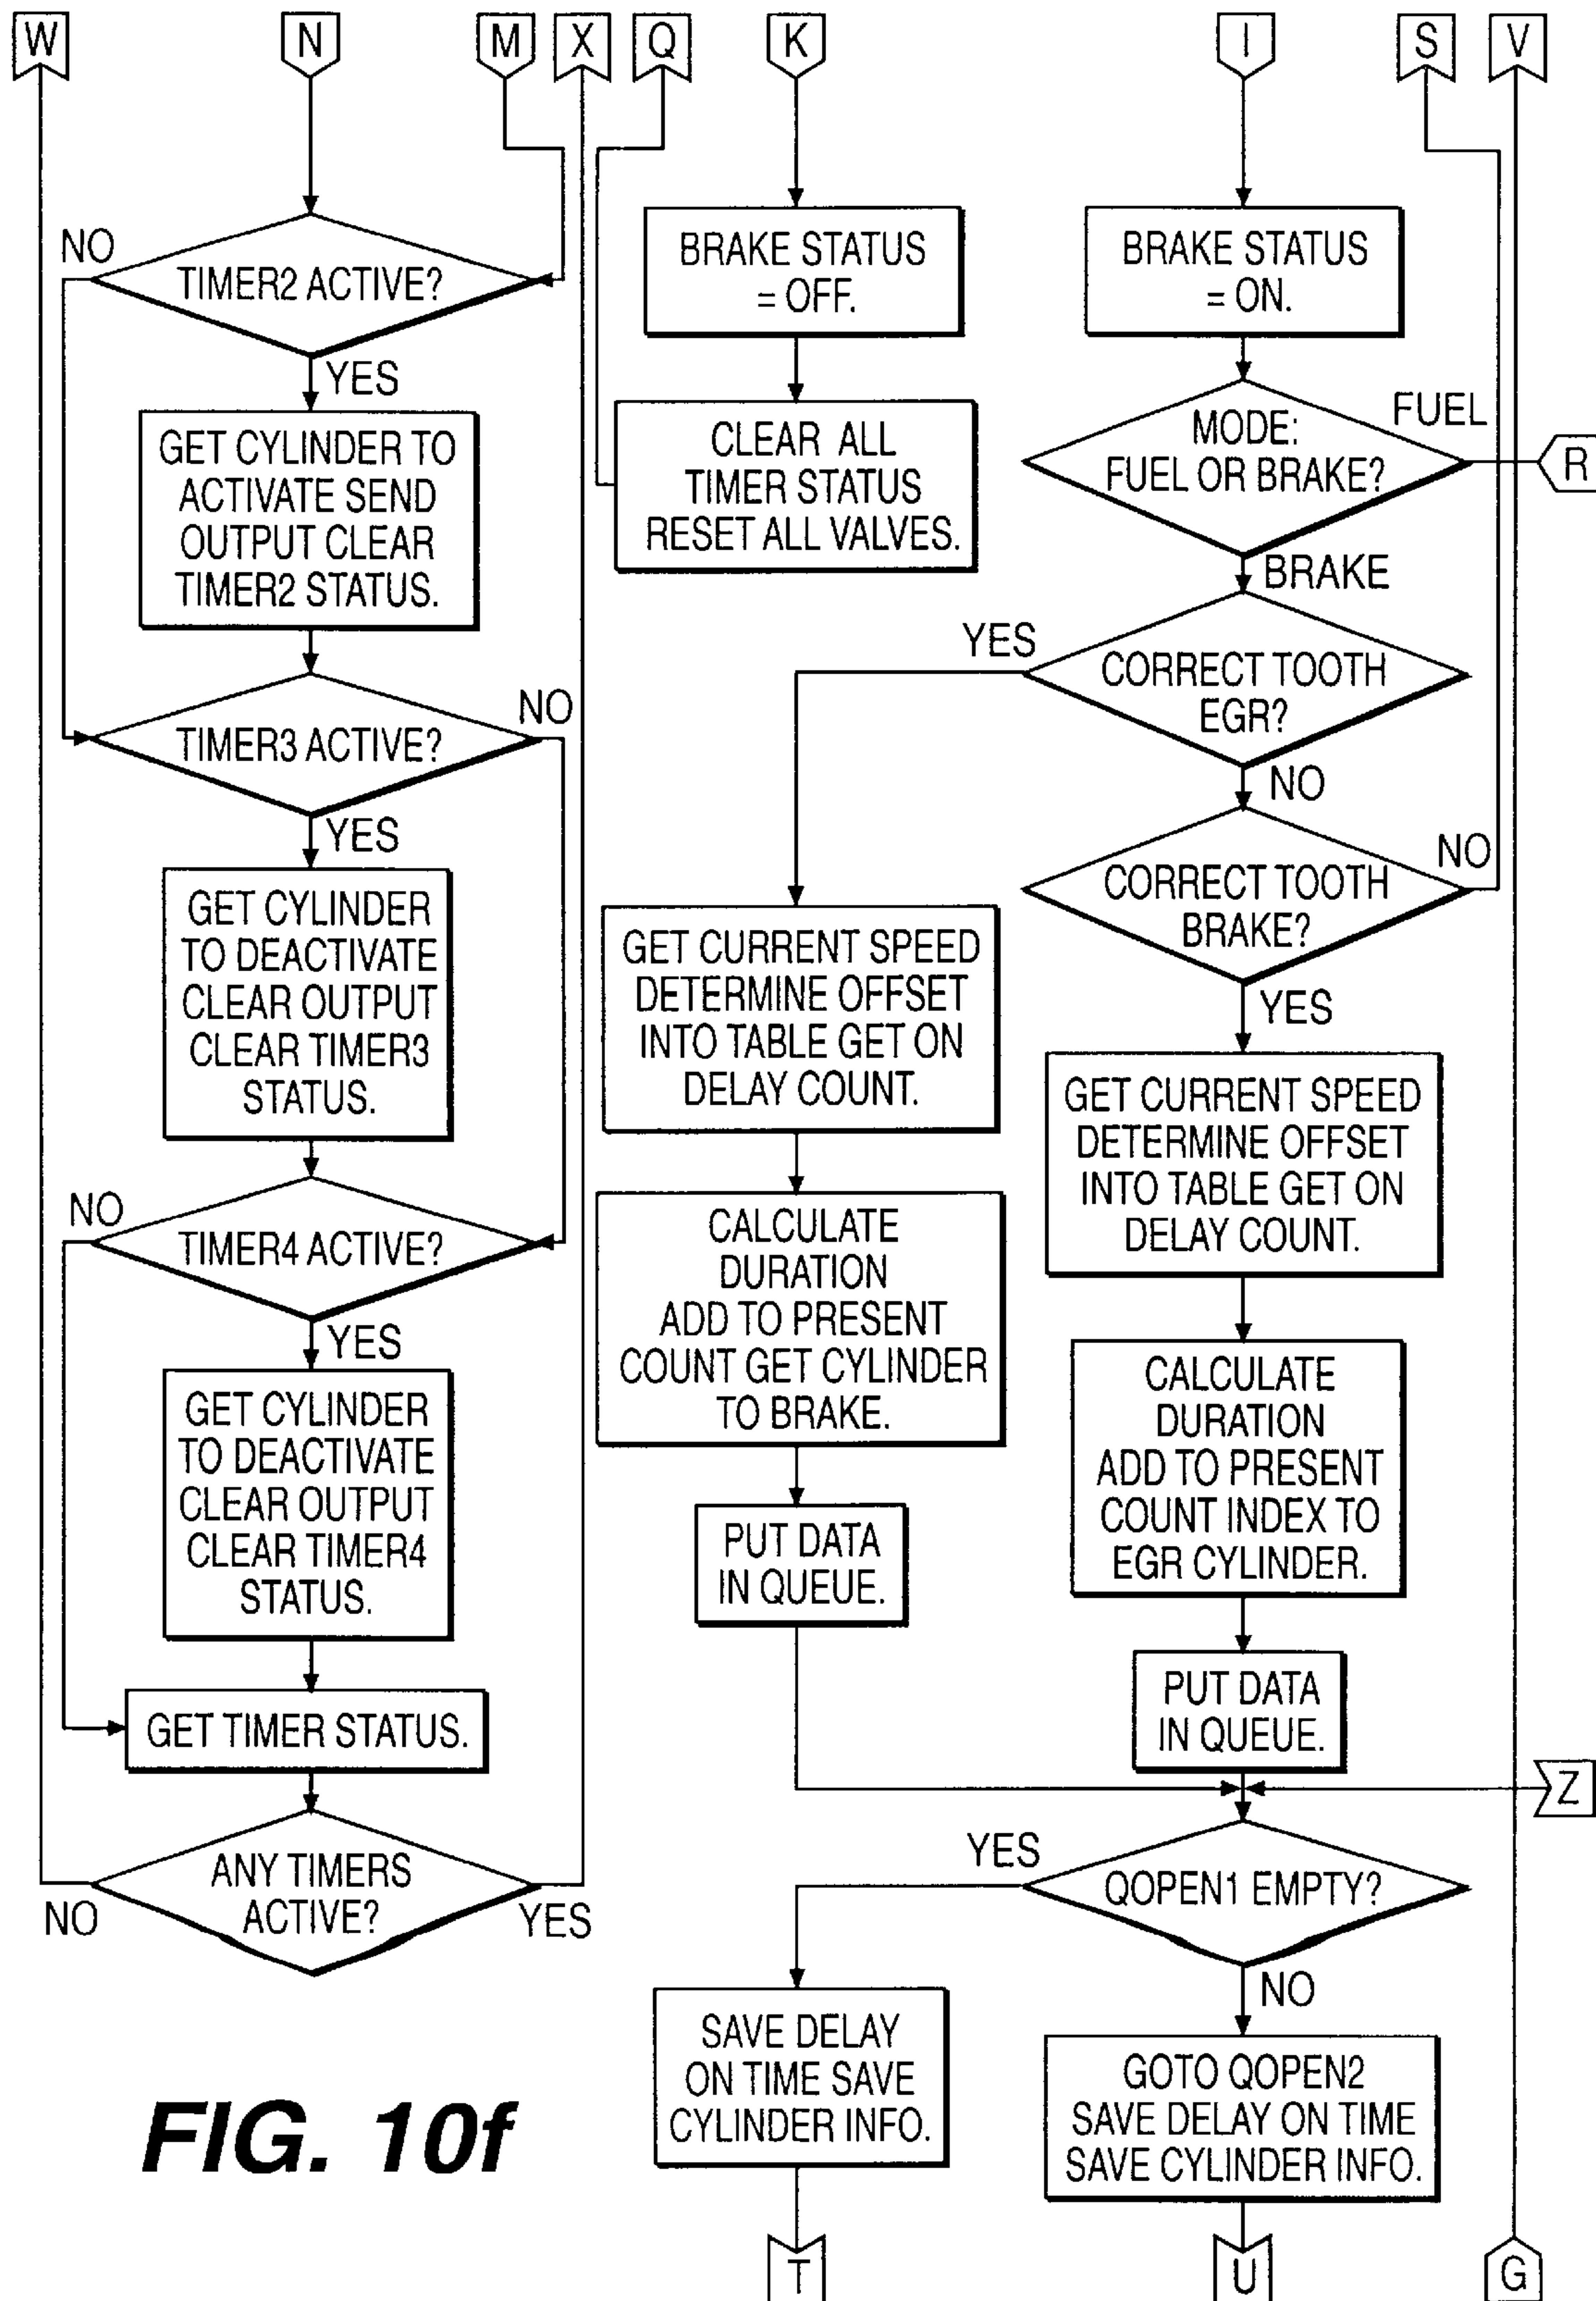 W
N
M
X
Q
K
I
S
V
NO
TIMER2 ACTIVE?
YES
GET CYLINDER TO
ACTIVATE SEND
OUTPUT CLEAR
TIMER2 STATUS.
TIMER3 ACTIVE?
NO
YES
GET CYLINDER
TO DEACTIVATE
CLEAR OUTPUT
CLEAR TIMER3
STATUS.
NO
TIMER4 ACTIVE?
YES
GET CYLINDER
TO DEACTIVATE
CLEAR OUTPUT
CLEAR TIMER4
STATUS.
GET TIMER STATUS.
ANY TIMERS
ACTIVE?
NO
YES
BRAKE STATUS
= OFF.
CLEAR ALL
TIMER STATUS
RESET ALL VALVES.
BRAKE STATUS
= ON.
MODE:
FUEL OR BRAKE?
FUEL
R
BRAKE
YES
CORRECT TOOTH
EGR?
NO
CORRECT TOOTH
BRAKE?
NO
YES
GET CURRENT SPEED
DETERMINE OFFSET
INTO TABLE GET ON
DELAY COUNT.
CALCULATE
DURATION
ADD TO PRESENT
COUNT GET CYLINDER
TO BRAKE.
PUT DATA
IN QUEUE.
GET CURRENT SPEED
DETERMINE OFFSET
INTO TABLE GET ON
DELAY COUNT.
CALCULATE
DURATION
ADD TO PRESENT
COUNT INDEX TO
EGR CYLINDER.
PUT DATA
IN QUEUE.
Z
YES
QOPEN1 EMPTY?
NO
SAVE DELAY
ON TIME SAVE
CYLINDER INFO.
GOTO QOPEN2
SAVE DELAY ON TIME
SAVE CYLINDER INFO.
T
U
G
FIG. 10f